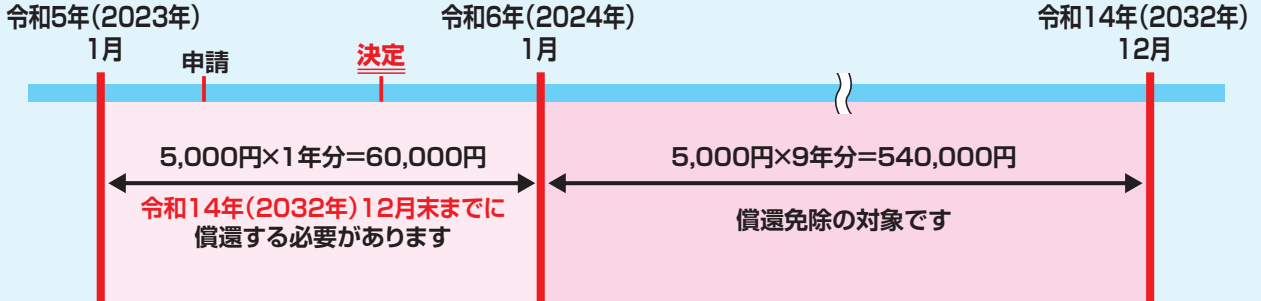 令和5年(2023年)
1月
申請
決定
令和6年(2024年)
1月
令和14年(2032年)
12月
5,000円×1年分=60,000円
令和14年(2032年)12月末までに
償還する必要があります
5,000円×9年分=540,000円
償還免除の対象です